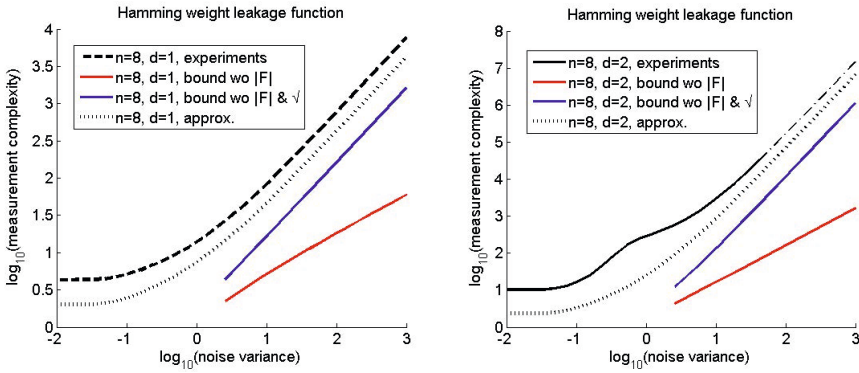 Hamming weight leakage function
4
3.5
3
2.5
2
1.5
1
0.5
0
n=8, d=1, experiments
n=8, d=1, bound wo |F|
n=8, d=1, bound wo |F| & √
n=8, d=1, approx.
log10(measurement complexity)
-2
-1
0
1
2
3
log10(noise variance)
Hamming weight leakage function
8
7
6
5
4
3
2
1
0
n=8, d=2, experiments
n=8, d=2, bound wo |F|
n=8, d=2, bound wo |F| & √
n=8, d=2, approx.
log10(measurement complexity)
-2
-1
0
1
2
3
log10(noise variance)